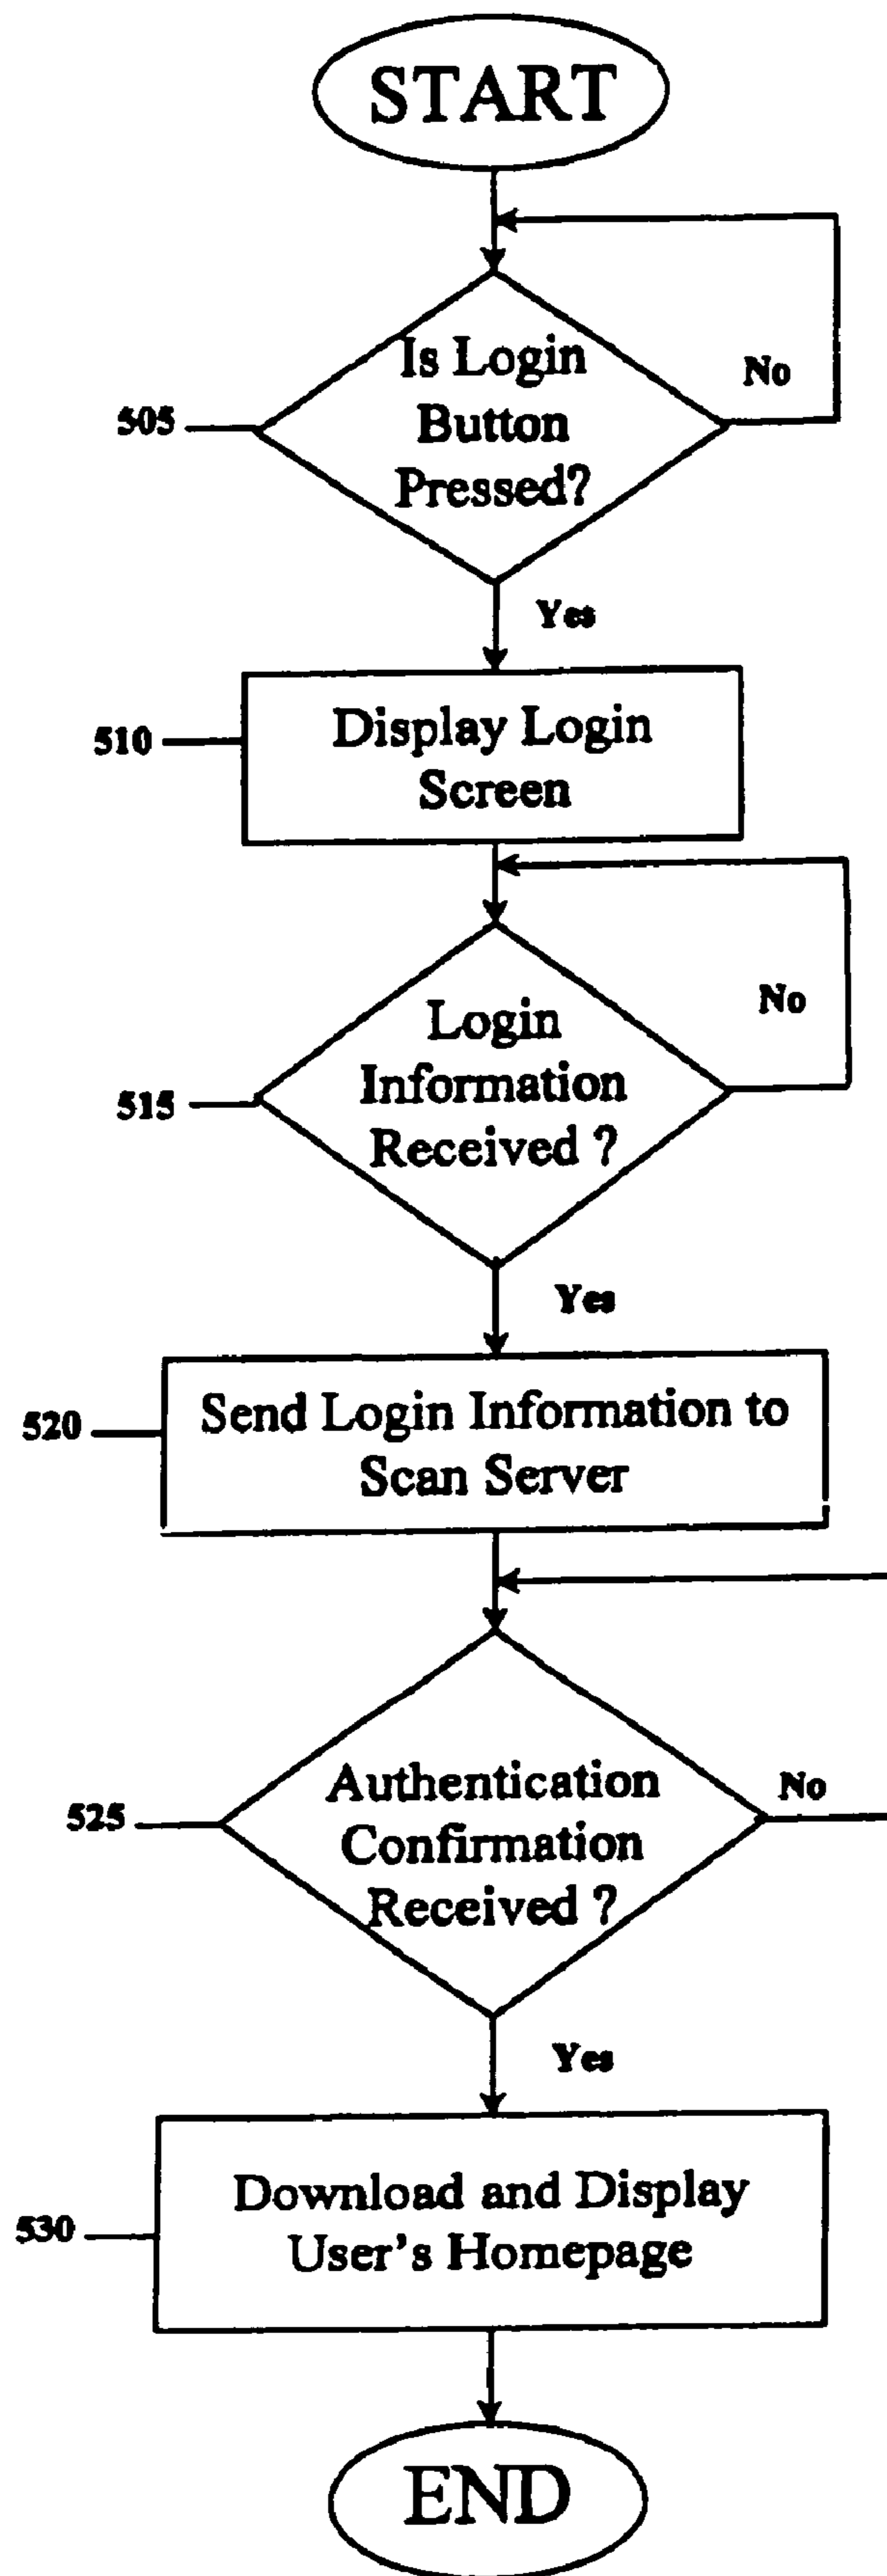 START
Is Login
Button
Pressed?
No
505
Yes
510
Display Login
Screen
Login
Information
Received ?
No
515
Yes
520
Send Login Information to
Scan Server
Authentication
Confirmation
Received ?
No
525
Yes
530
Download and Display
User's Homepage
END